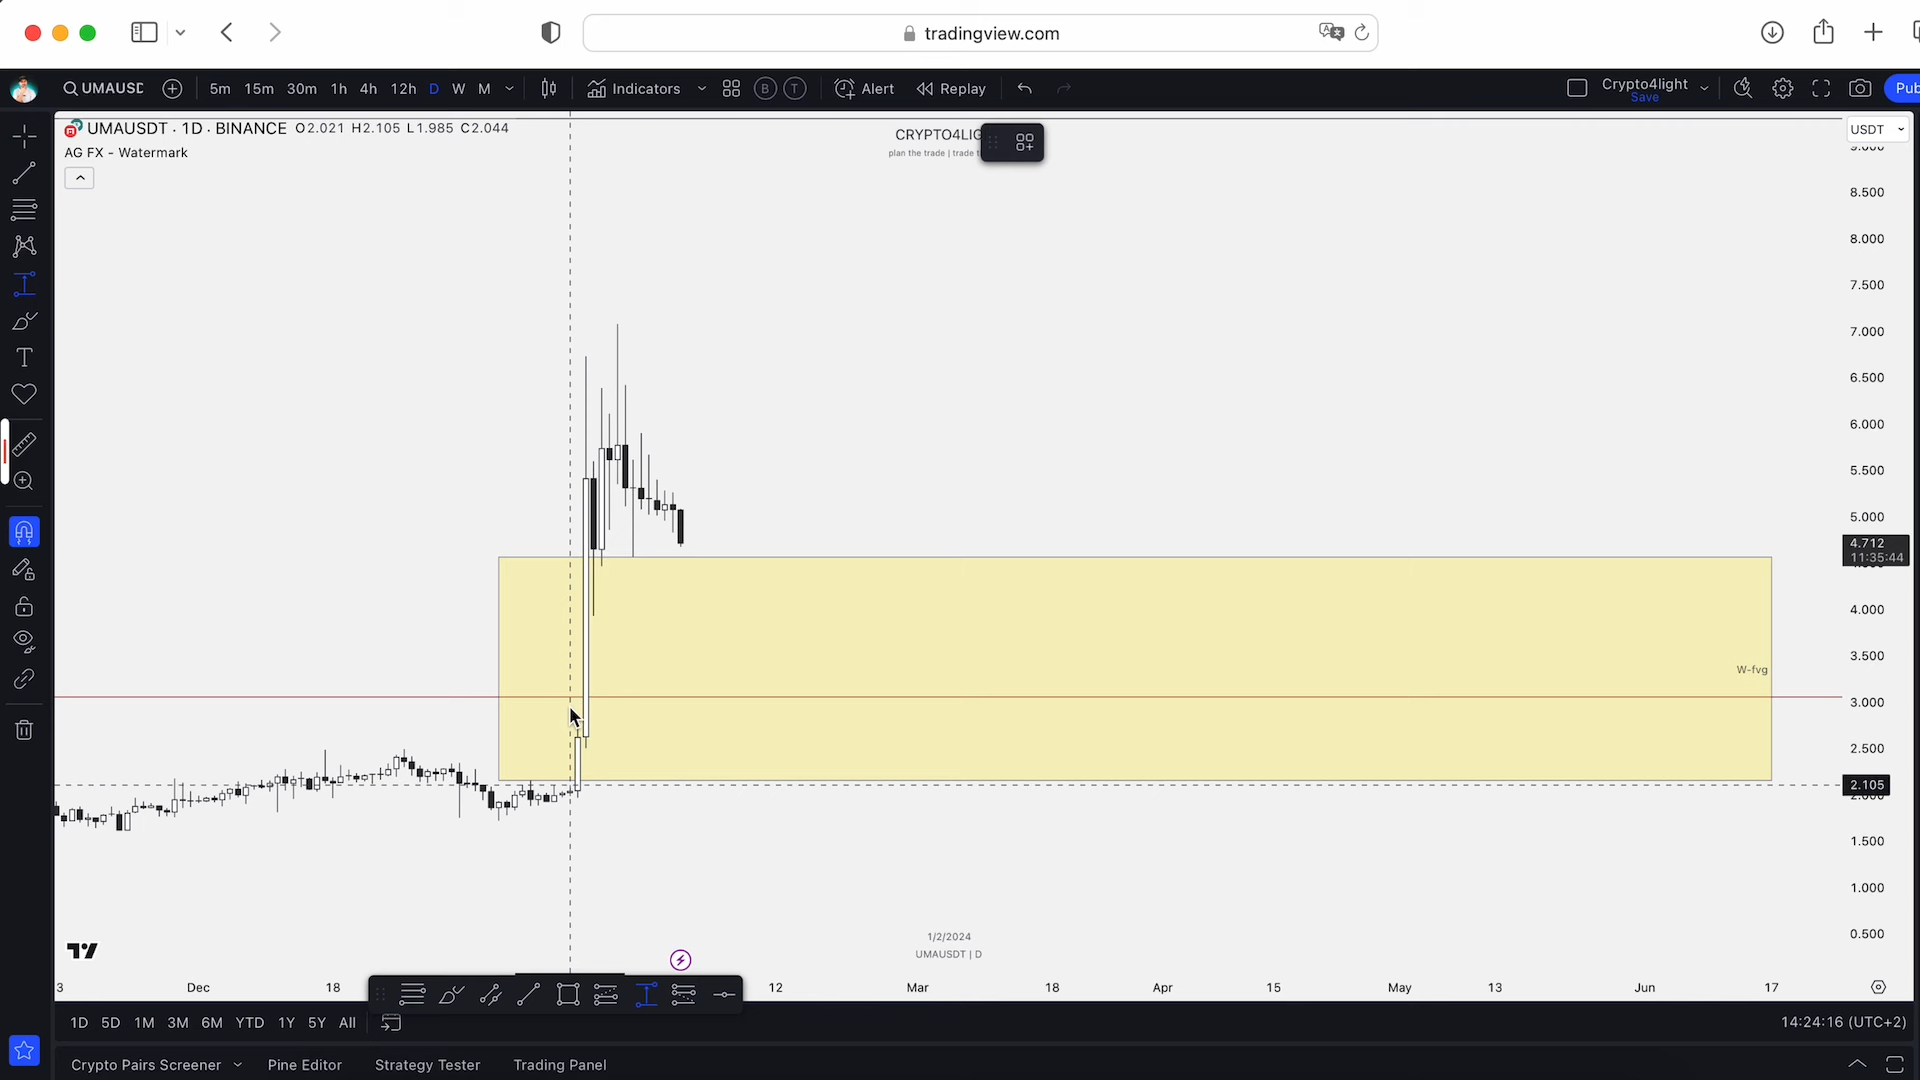 tradingview.com
UMAUSD
5m 15m 30m 1h 4h 12h D W M
Indicators
B
T
Alert
Replay
Crypto4light
Save
UMAUSDT · 1D · BINANCE O2.021 H2.105 L1.985 C2.044
AG FX - Watermark
CRYPTO4LIG
plan the trade | trade t
USDT
8.500
8.000
7.500
7.000
6.500
6.000
5.500
5.000
4.712
11:35:44
4.000
3.500
W-fvg
3.000
2.500
2.105
1.500
1.000
0.500
1/2/2024
UMAUSDT | D
3 Dec 18 12 Mar 18 Apr 15 May 13 Jun 17
1D 5D 1M 3M 6M YTD 1Y 5Y All
14:24:16 (UTC+2)
Crypto Pairs Screener
Pine Editor
Strategy Tester
Trading Panel